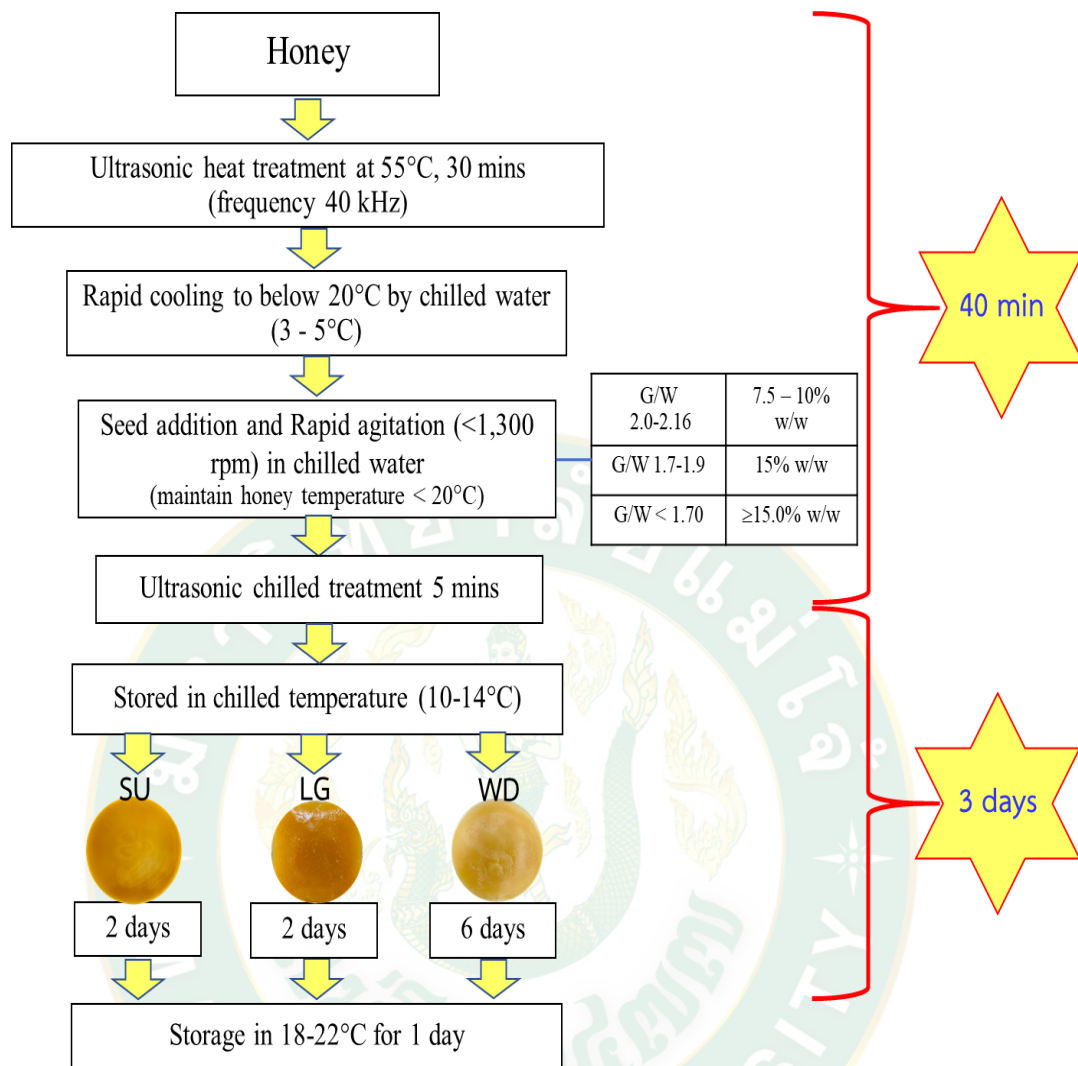 Honey
Ultrasonic heat treatment at 55°C, 30 mins
(frequency 40 kHz)
Rapid cooling to below 20°C by chilled water
(3 - 5°C)
Seed addition and Rapid agitation (<1,300
rpm) in chilled water
(maintain honey temperature < 20°C)
G/W
2.0-2.16
7.5 – 10%
w/w
G/W 1.7-1.9
15% w/w
G/W < 1.70
≥15.0% w/w
Ultrasonic chilled treatment 5 mins
Stored in chilled temperature (10-14°C)
SU
LG
WD
2 days
2 days
6 days
Storage in 18-22°C for 1 day
40 min
3 days